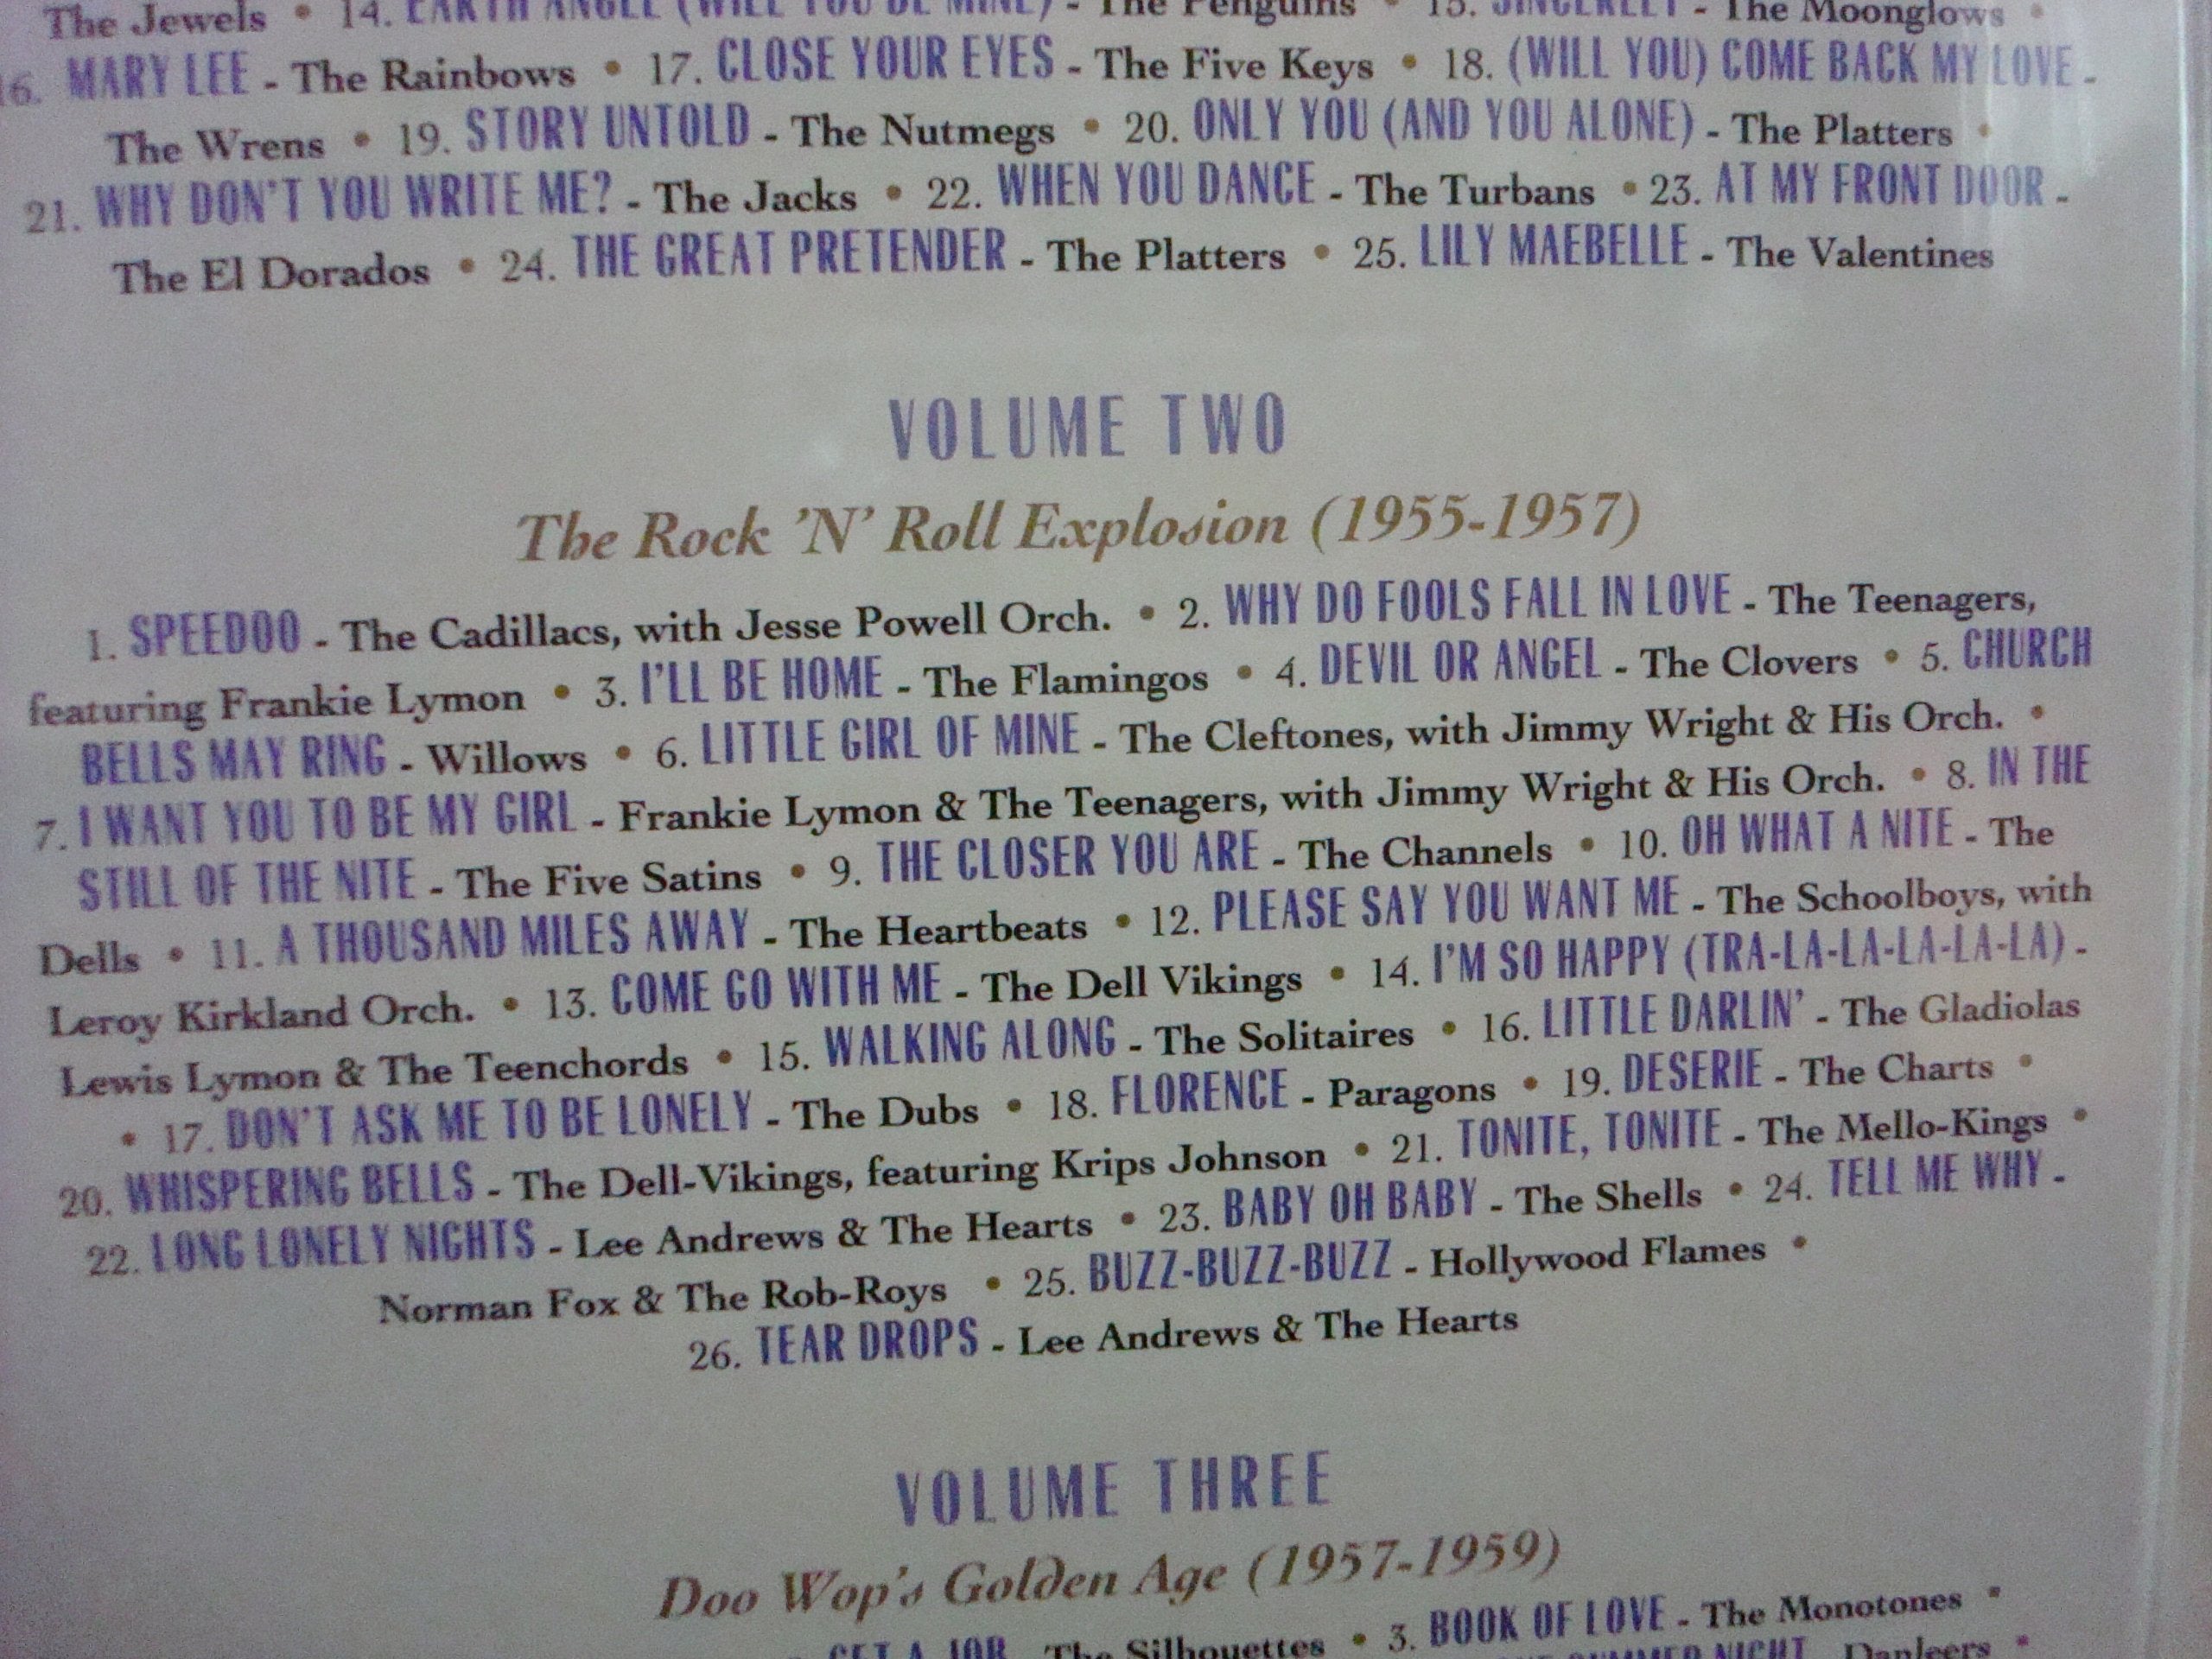 The Jewels • 14. EARTH ANGEL (WILL YOU BE MINE) - The Penguins • 15. SINCERELY - The Moonglows •
16. MARY LEE - The Rainbows • 17. CLOSE YOUR EYES - The Five Keys • 18. (WILL YOU) COME BACK MY LOVE -
The Wrens • 19. STORY UNTOLD - The Nutmegs • 20. ONLY YOU (AND YOU ALONE) - The Platters •
21. WHY DON'T YOU WRITE ME? - The Jacks • 22. WHEN YOU DANCE - The Turbans • 23. AT MY FRONT DOOR -
The El Dorados • 24. THE GREAT PRETENDER - The Platters • 25. LILY MAEBELLE - The Valentines
VOLUME TWO
The Rock 'N' Roll Explosion (1955-1957)
1. SPEEDOO - The Cadillacs, with Jesse Powell Orch. • 2. WHY DO FOOLS FALL IN LOVE - The Teenagers,
featuring Frankie Lymon • 3. I'LL BE HOME - The Flamingos • 4. DEVIL OR ANGEL - The Clovers • 5. CHURCH
BELLS MAY RING - Willows • 6. LITTLE GIRL OF MINE - The Cleftones, with Jimmy Wright & His Orch. •
7. I WANT YOU TO BE MY GIRL - Frankie Lymon & The Teenagers, with Jimmy Wright & His Orch. • 8. IN THE
STILL OF THE NITE - The Five Satins • 9. THE CLOSER YOU ARE - The Channels • 10. OH WHAT A NITE - The
Dells • 11. A THOUSAND MILES AWAY - The Heartbeats • 12. PLEASE SAY YOU WANT ME - The Schoolboys, with
Leroy Kirkland Orch. • 13. COME GO WITH ME - The Dell Vikings • 14. I'M SO HAPPY (TRA-LA-LA-LA-LA-LA) -
Lewis Lymon & The Teenchords • 15. WALKING ALONG - The Solitaires • 16. LITTLE DARLIN' - The Gladiolas
• 17. DON'T ASK ME TO BE LONELY - The Dubs • 18. FLORENCE - Paragons • 19. DESERIE - The Charts •
20. WHISPERING BELLS - The Dell-Vikings, featuring Krips Johnson • 21. TONITE, TONITE - The Mello-Kings •
22. LONG LONELY NIGHTS - Lee Andrews & The Hearts • 23. BABY OH BABY - The Shells • 24. TELL ME WHY -
Norman Fox & The Rob-Roys • 25. BUZZ-BUZZ-BUZZ - Hollywood Flames •
26. TEAR DROPS - Lee Andrews & The Hearts
VOLUME THREE
Doo Wop's Golden Age (1957-1959)
GET A JOB The Silhouettes • 3. BOOK OF LOVE - The Monotones •
SUMMER NIGHT Danleers •